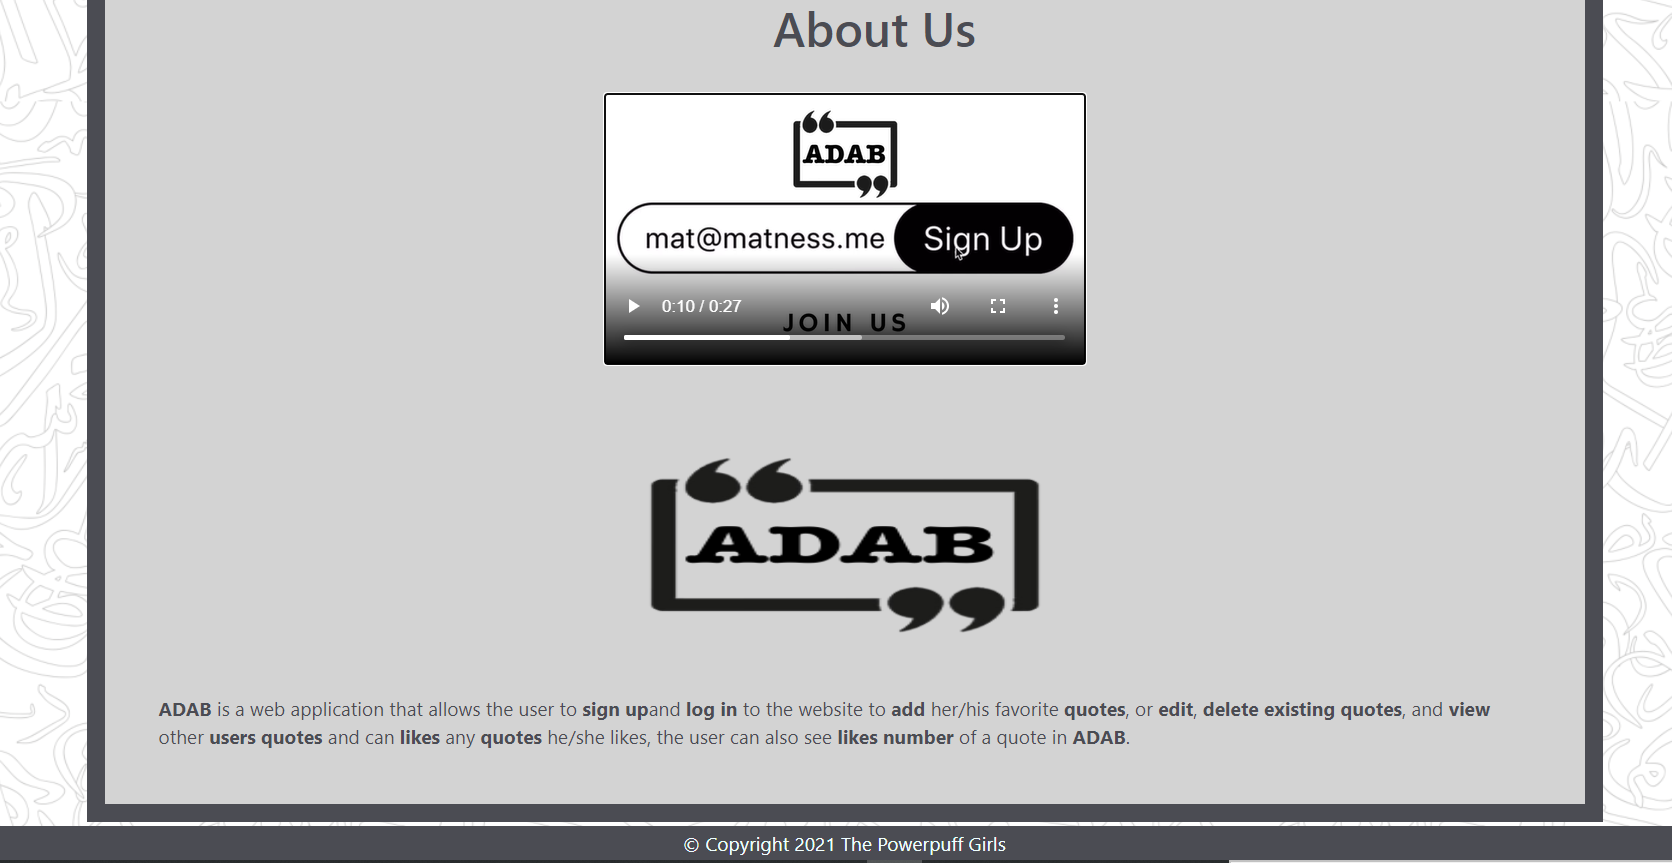 About Us
ADAB
mat@matness.me Sign Up
0:10 / 0:27
JOIN US
ADAB
ADAB is a web application that allows the user to sign upand log in to the website to add her/his favorite quotes, or edit, delete existing quotes, and view
other users quotes and can likes any quotes he/she likes, the user can also see likes number of a quote in ADAB.
© Copyright 2021 The Powerpuff Girls